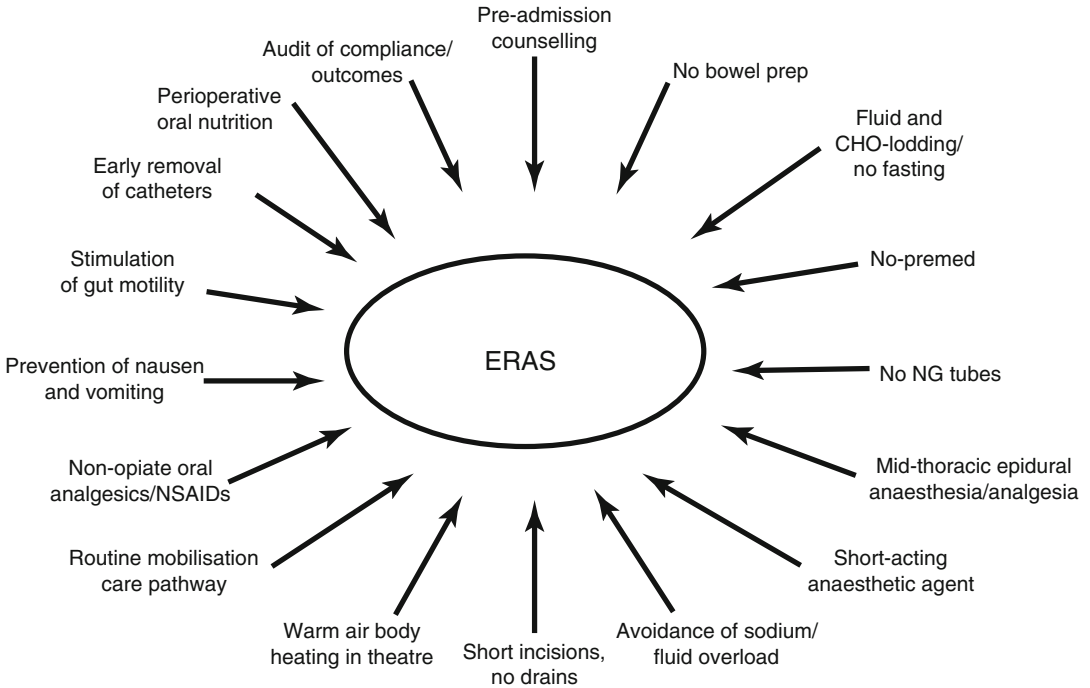 Pre-admission
counselling
No bowel prep
Fluid and
CHO-lodding/
no fasting
No-premed
No NG tubes
Mid-thoracic epidural
anaesthesia/analgesia
Short-acting
anaesthetic agent
Avoidance of sodium/
fluid overload
Short incisions,
no drains
Warm air body
heating in theatre
Routine mobilisation
care pathway
Non-opiate oral
analgesics/NSAIDs
Prevention of nausen
and vomiting
Stimulation
of gut motility
Early removal
of catheters
Perioperative
oral nutrition
Audit of compliance/
outcomes
ERAS